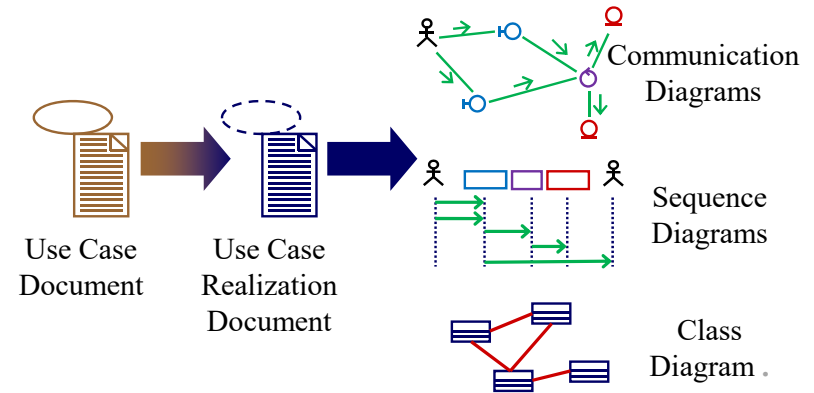 Communication
Diagrams
Sequence
Diagrams
Use Case
Document
Use Case
Realization
Document
Class
Diagram .